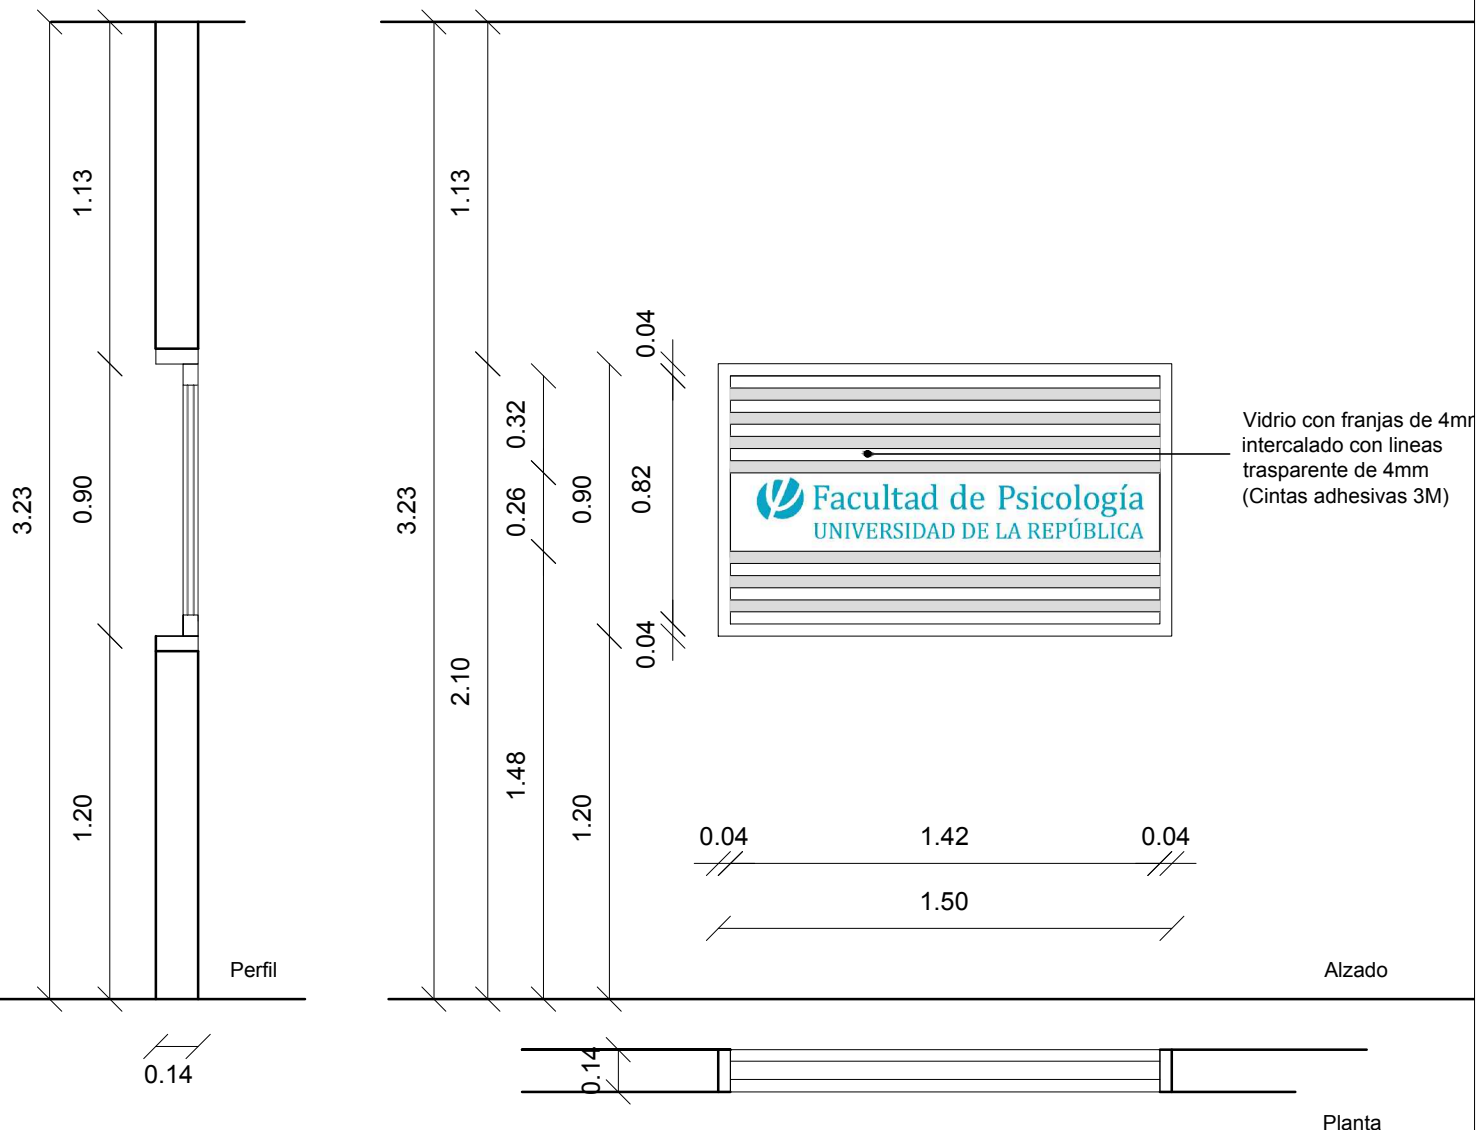 3.23
1.13
0.90
1.20
0.14
Perfil
3.23
1.13
2.10
0.32
0.26
1.48
0.90
1.20
0.04
0.82
0.04
Facultad de Psicología
UNIVERSIDAD DE LA REPÚBLICA
Vidrio con franjas de 4m
intercalado con lineas
trasparente de 4mm
(Cintas adhesivas 3M)
0.04
1.42
0.04
1.50
Alzado
0.14
Planta